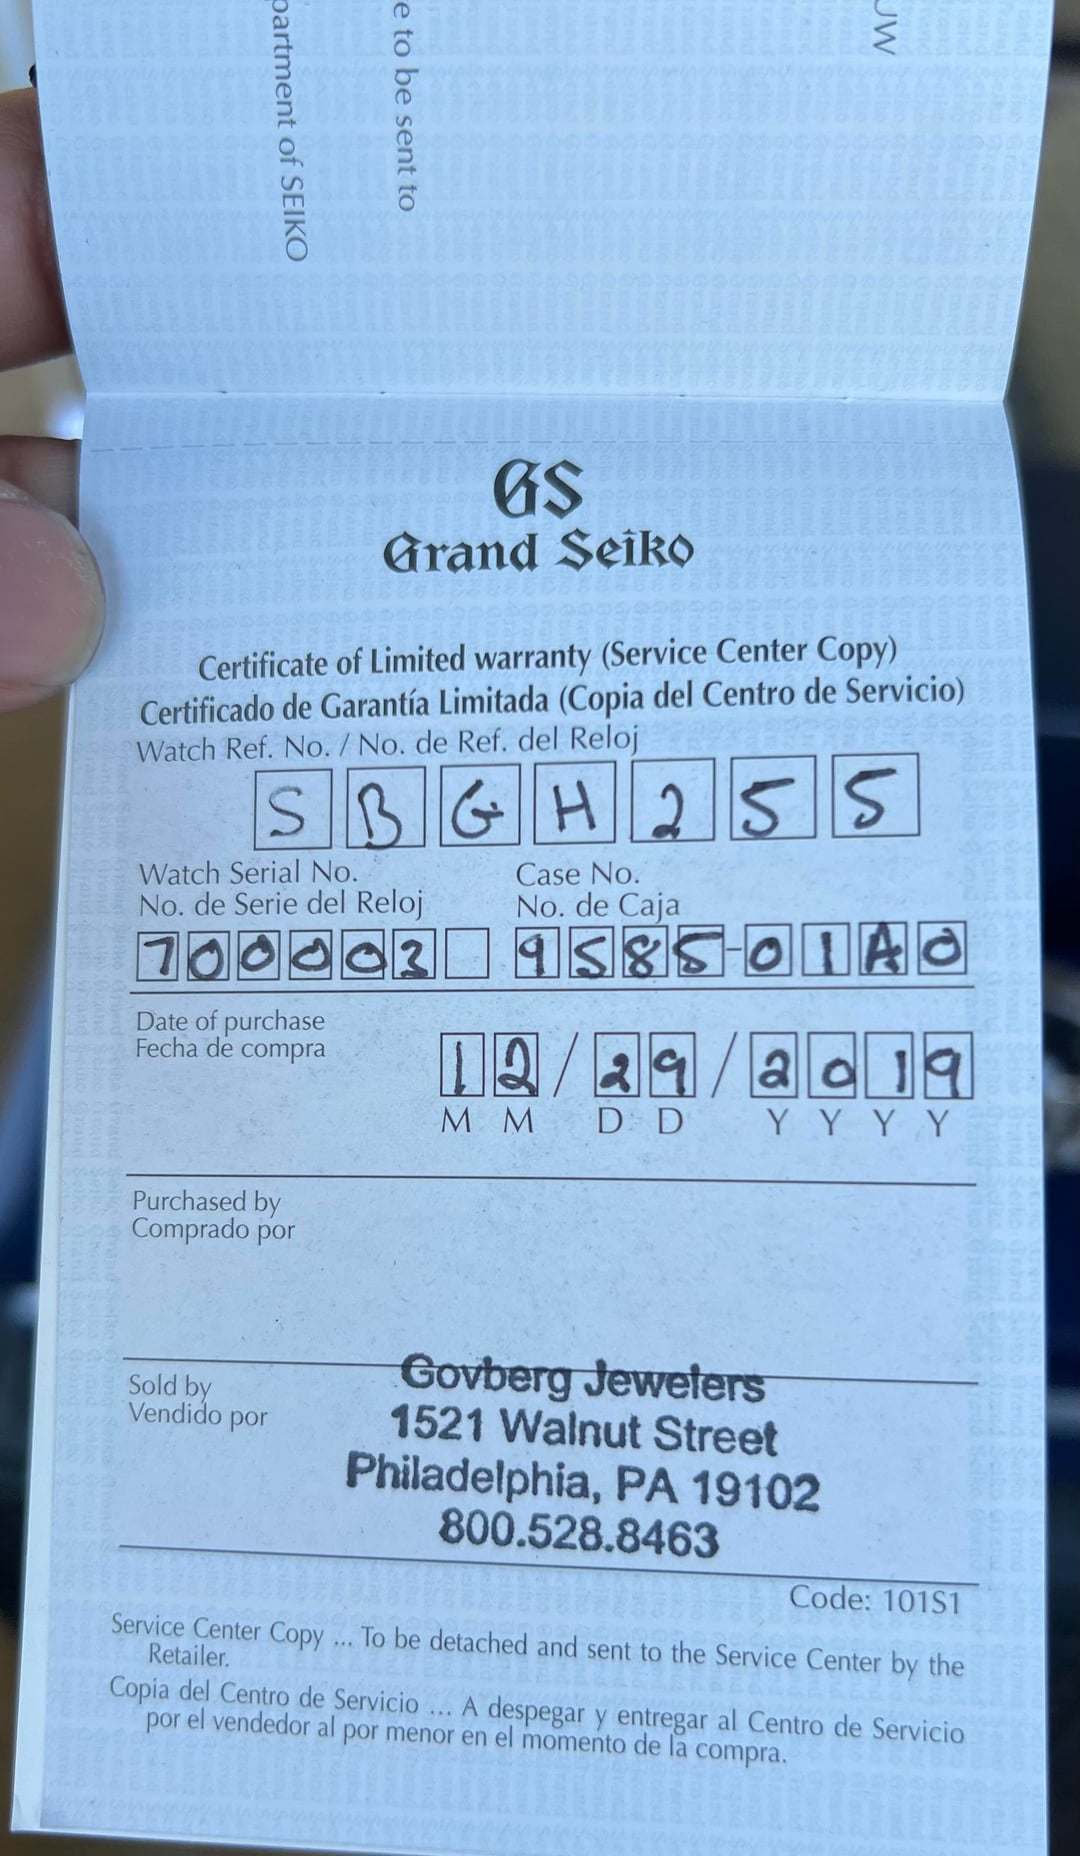 partment of SEIKO
e to be sent to
UW
GS
Grand Seiko
Certificate of Limited warranty (Service Center Copy)
Certificado de Garantía Limitada (Copia del Centro de Servicio)
Watch Ref. No. / No. de Ref. del Reloj
SBGH255
Watch Serial No. Case No.
No. de Serie del Reloj No. de Caja
700003 9585-01A0
Date of purchase
Fecha de compra
12/29/2019
M M D D Y Y Y Y
Purchased by
Comprado por
Sold by
Vendido por
Govberg Jewelers
1521 Walnut Street
Philadelphia, PA 19102
800.528.8463
Code: 101S1
Service Center Copy ... To be detached and sent to the Service Center by the
Retailer.
Copia del Centro de Servicio ... A despegar y entregar al Centro de Servicio
por el vendedor al por menor en el momento de la compra.